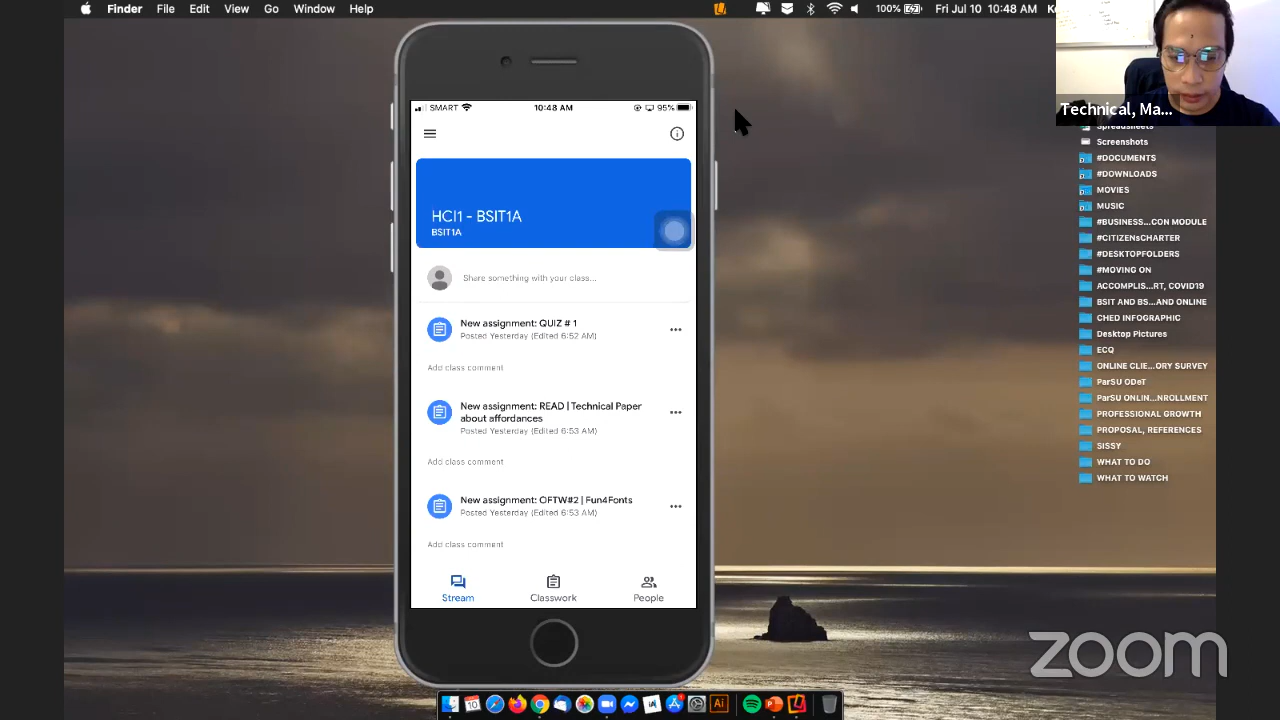 Finder File Edit View Go Window Help 100% Fri Jul 10 10:48 AM
Technical, Ma...
SMART 10:48 AM 95%
HCI1 - BSIT1A
BSIT1A
Share something with your class...
New assignment: QUIZ # 1
Posted Yesterday (Edited 6:52 AM)
Add class comment
New assignment: READ | Technical Paper
about affordances
Posted Yesterday (Edited 6:53 AM)
Add class comment
New assignment: OFTW#2 | Fun4Fonts
Posted Yesterday (Edited 6:53 AM)
Add class comment
Stream Classwork People
Spreadsheets
Screenshots
#DOCUMENTS
#DOWNLOADS
MOVIES
MUSIC
#BUSINESS...CON MODULE
#CITIZENsCHARTER
#DESKTOPFOLDERS
#MOVING ON
ACCOMPLIS...RT, COVID19
BSIT AND BS...AND ONLINE
CHED INFOGRAPHIC
Desktop Pictures
ECQ
ONLINE CLIE...ORY SURVEY
ParSU ODeT
ParSU ONLIN...NROLLMENT
PROFESSIONAL GROWTH
PROPOSAL, REFERENCES
SISSY
WHAT TO DO
WHAT TO WATCH
zoom
10
Ai